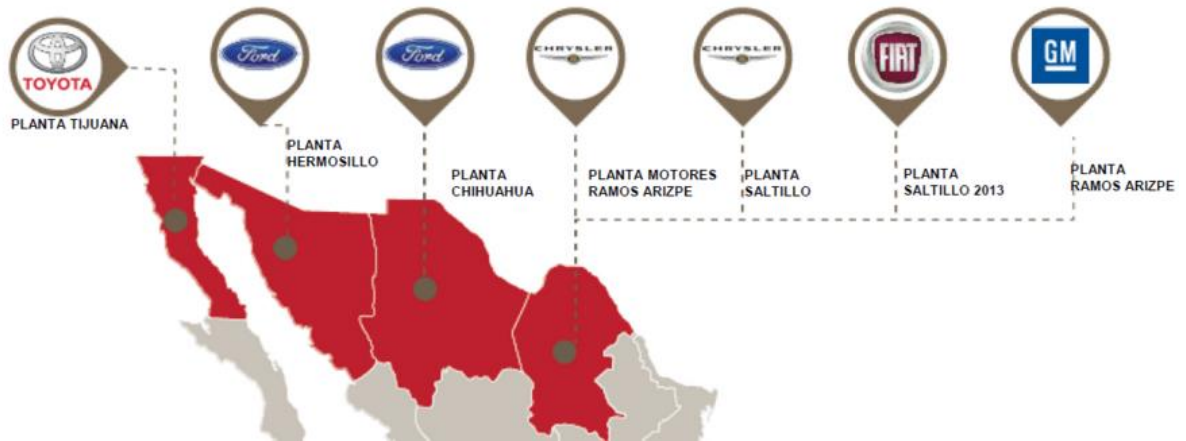 TOYOTA
PLANTA TIJUANA
Ford
PLANTA
HERMOSILLO
Ford
PLANTA
CHIHUAHUA
CHRYSLER
PLANTA MOTORES
RAMOS ARIZPE
CHRYSLER
PLANTA
SALTILLO
FIAT
PLANTA
SALTILLO 2013
GM
PLANTA
RAMOS ARIZPE